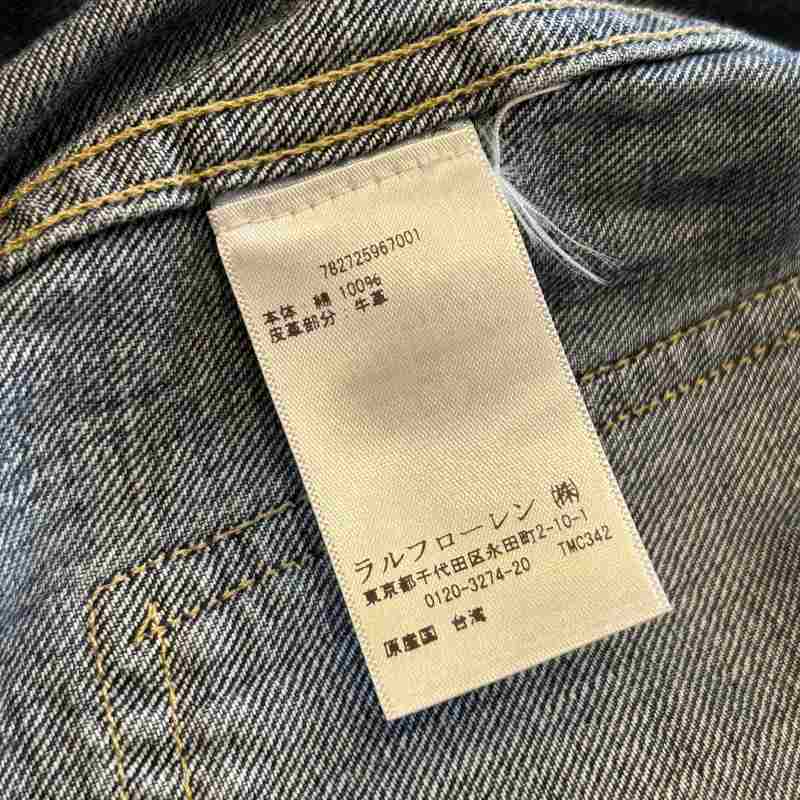 782725967001
本体 綿 100%
皮革部分：牛革
ラルフローレン ㈱
東京都千代田区永田町2-10-1
0120-3274-20 TMC342
原産国 台湾